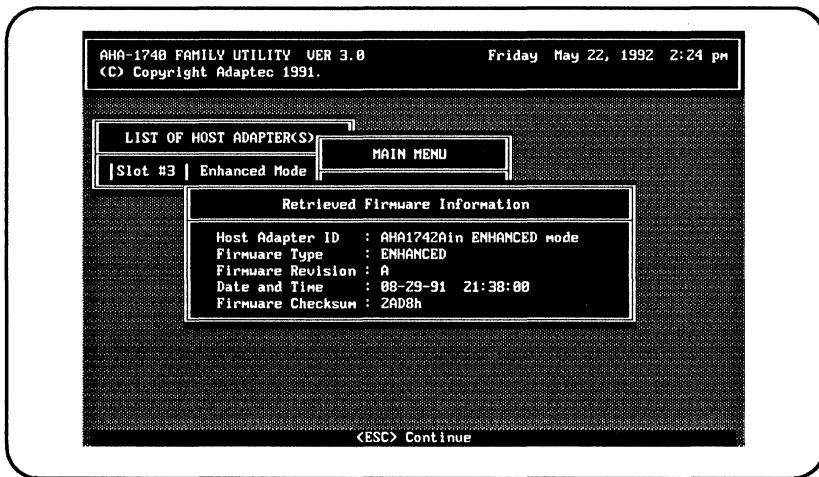 AHA-1740 FAMILY UTILITY VER 3.0 Friday May 22, 1992 2:24 pm
(C) Copyright Adaptec 1991.
LIST OF HOST ADAPTER(S)
MAIN MENU
|Slot #3 | Enhanced Mode
Retrieved Firmware Information
Host Adapter ID : AHA1742Ain ENHANCED mode
Firmware Type : ENHANCED
Firmware Revision : A
Date and Time : 08-29-91 21:38:00
Firmware Checksum : 2AD8h
<ESC> Continue